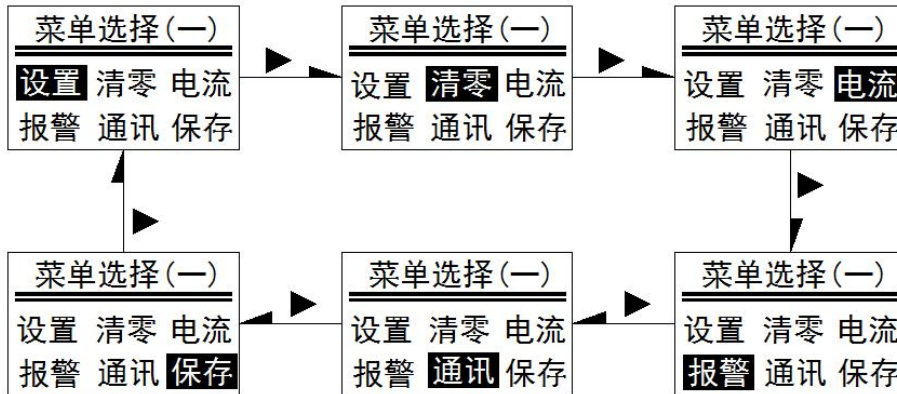 菜单选择(一)
设置 清零 电流
报警 通讯 保存
菜单选择(一)
设置 清零 电流
报警 通讯 保存
菜单选择(一)
设置 清零 电流
报警 通讯 保存
菜单选择(一)
设置 清零 电流
报警 通讯 保存
菜单选择(一)
设置 清零 电流
报警 通讯 保存
菜单选择(一)
设置 清零 电流
报警 通讯 保存